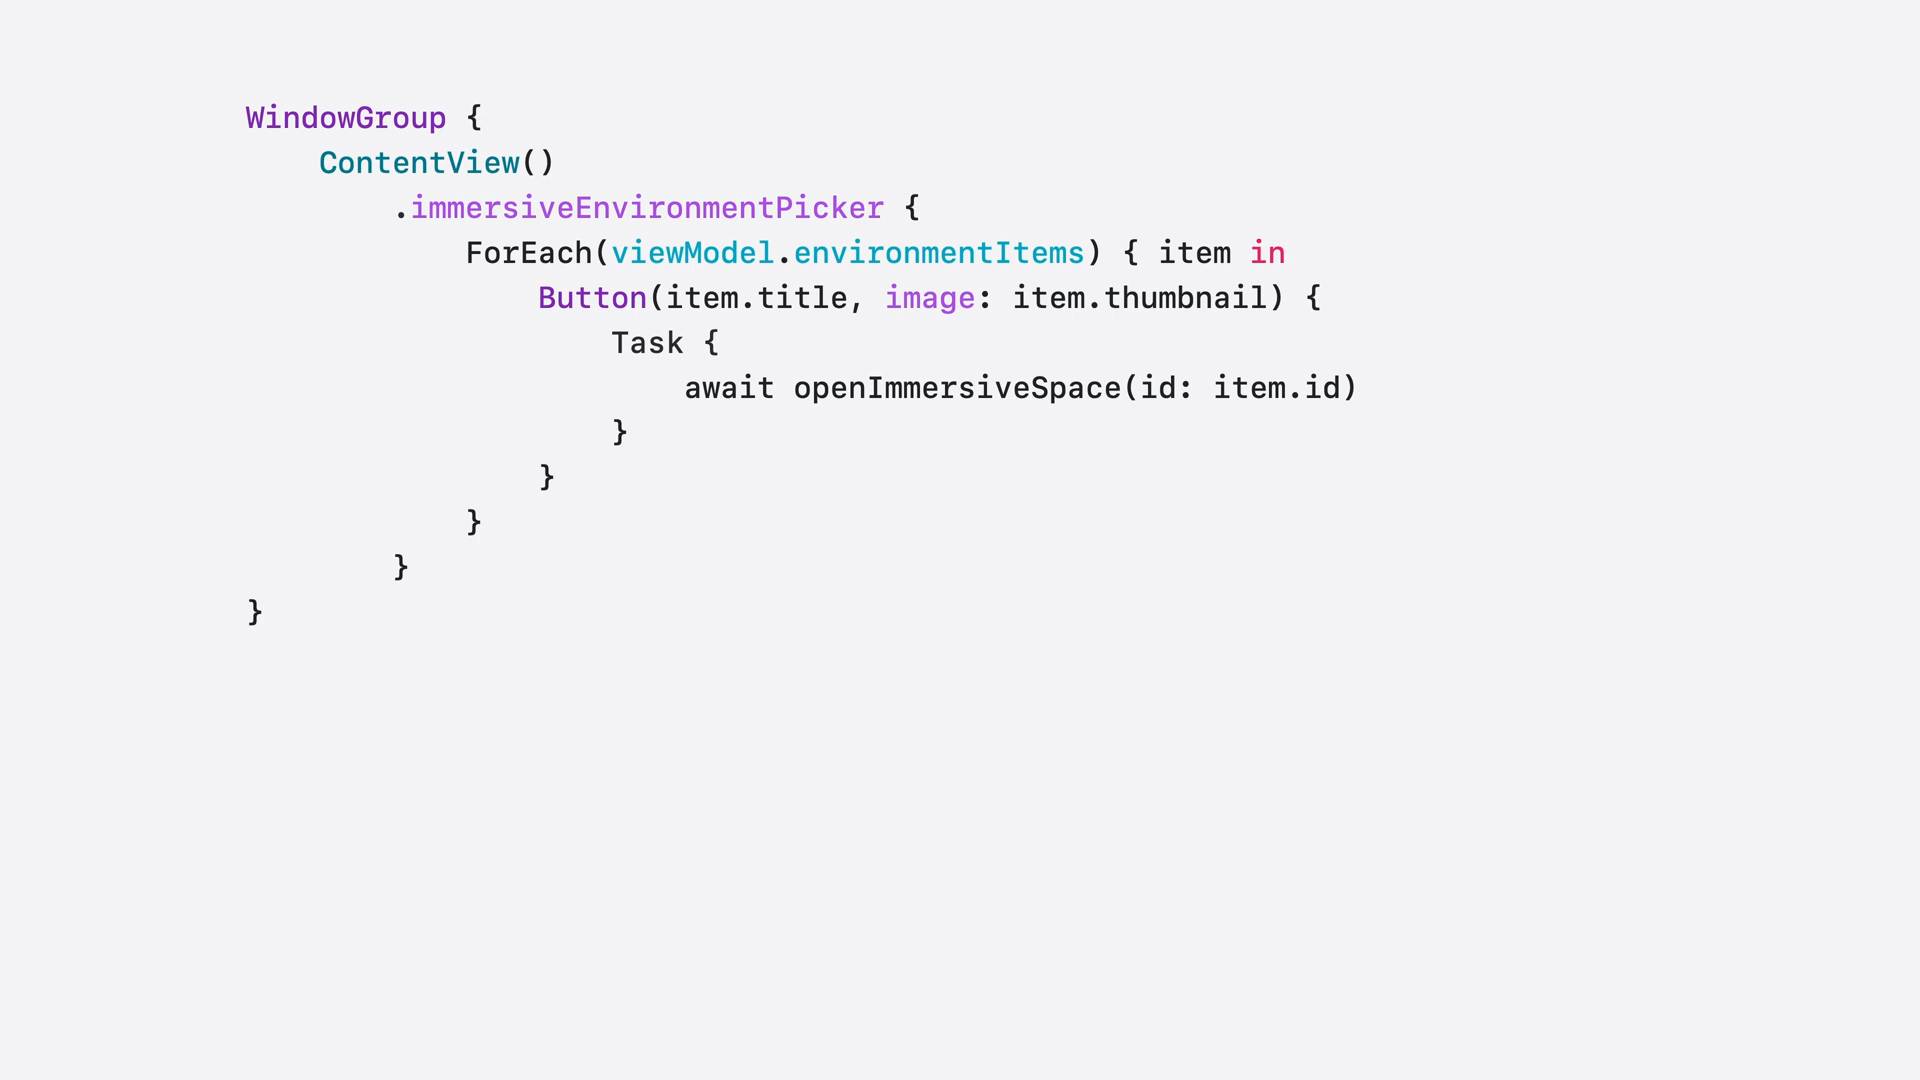 WindowGroup {
ContentView()
.immersiveEnvironmentPicker {
ForEach(viewModel.environmentItems) { item in
Button(item.title, image: item.thumbnail) {
Task {
await openImmersiveSpace(id: item.id)
}
}
}
}
}